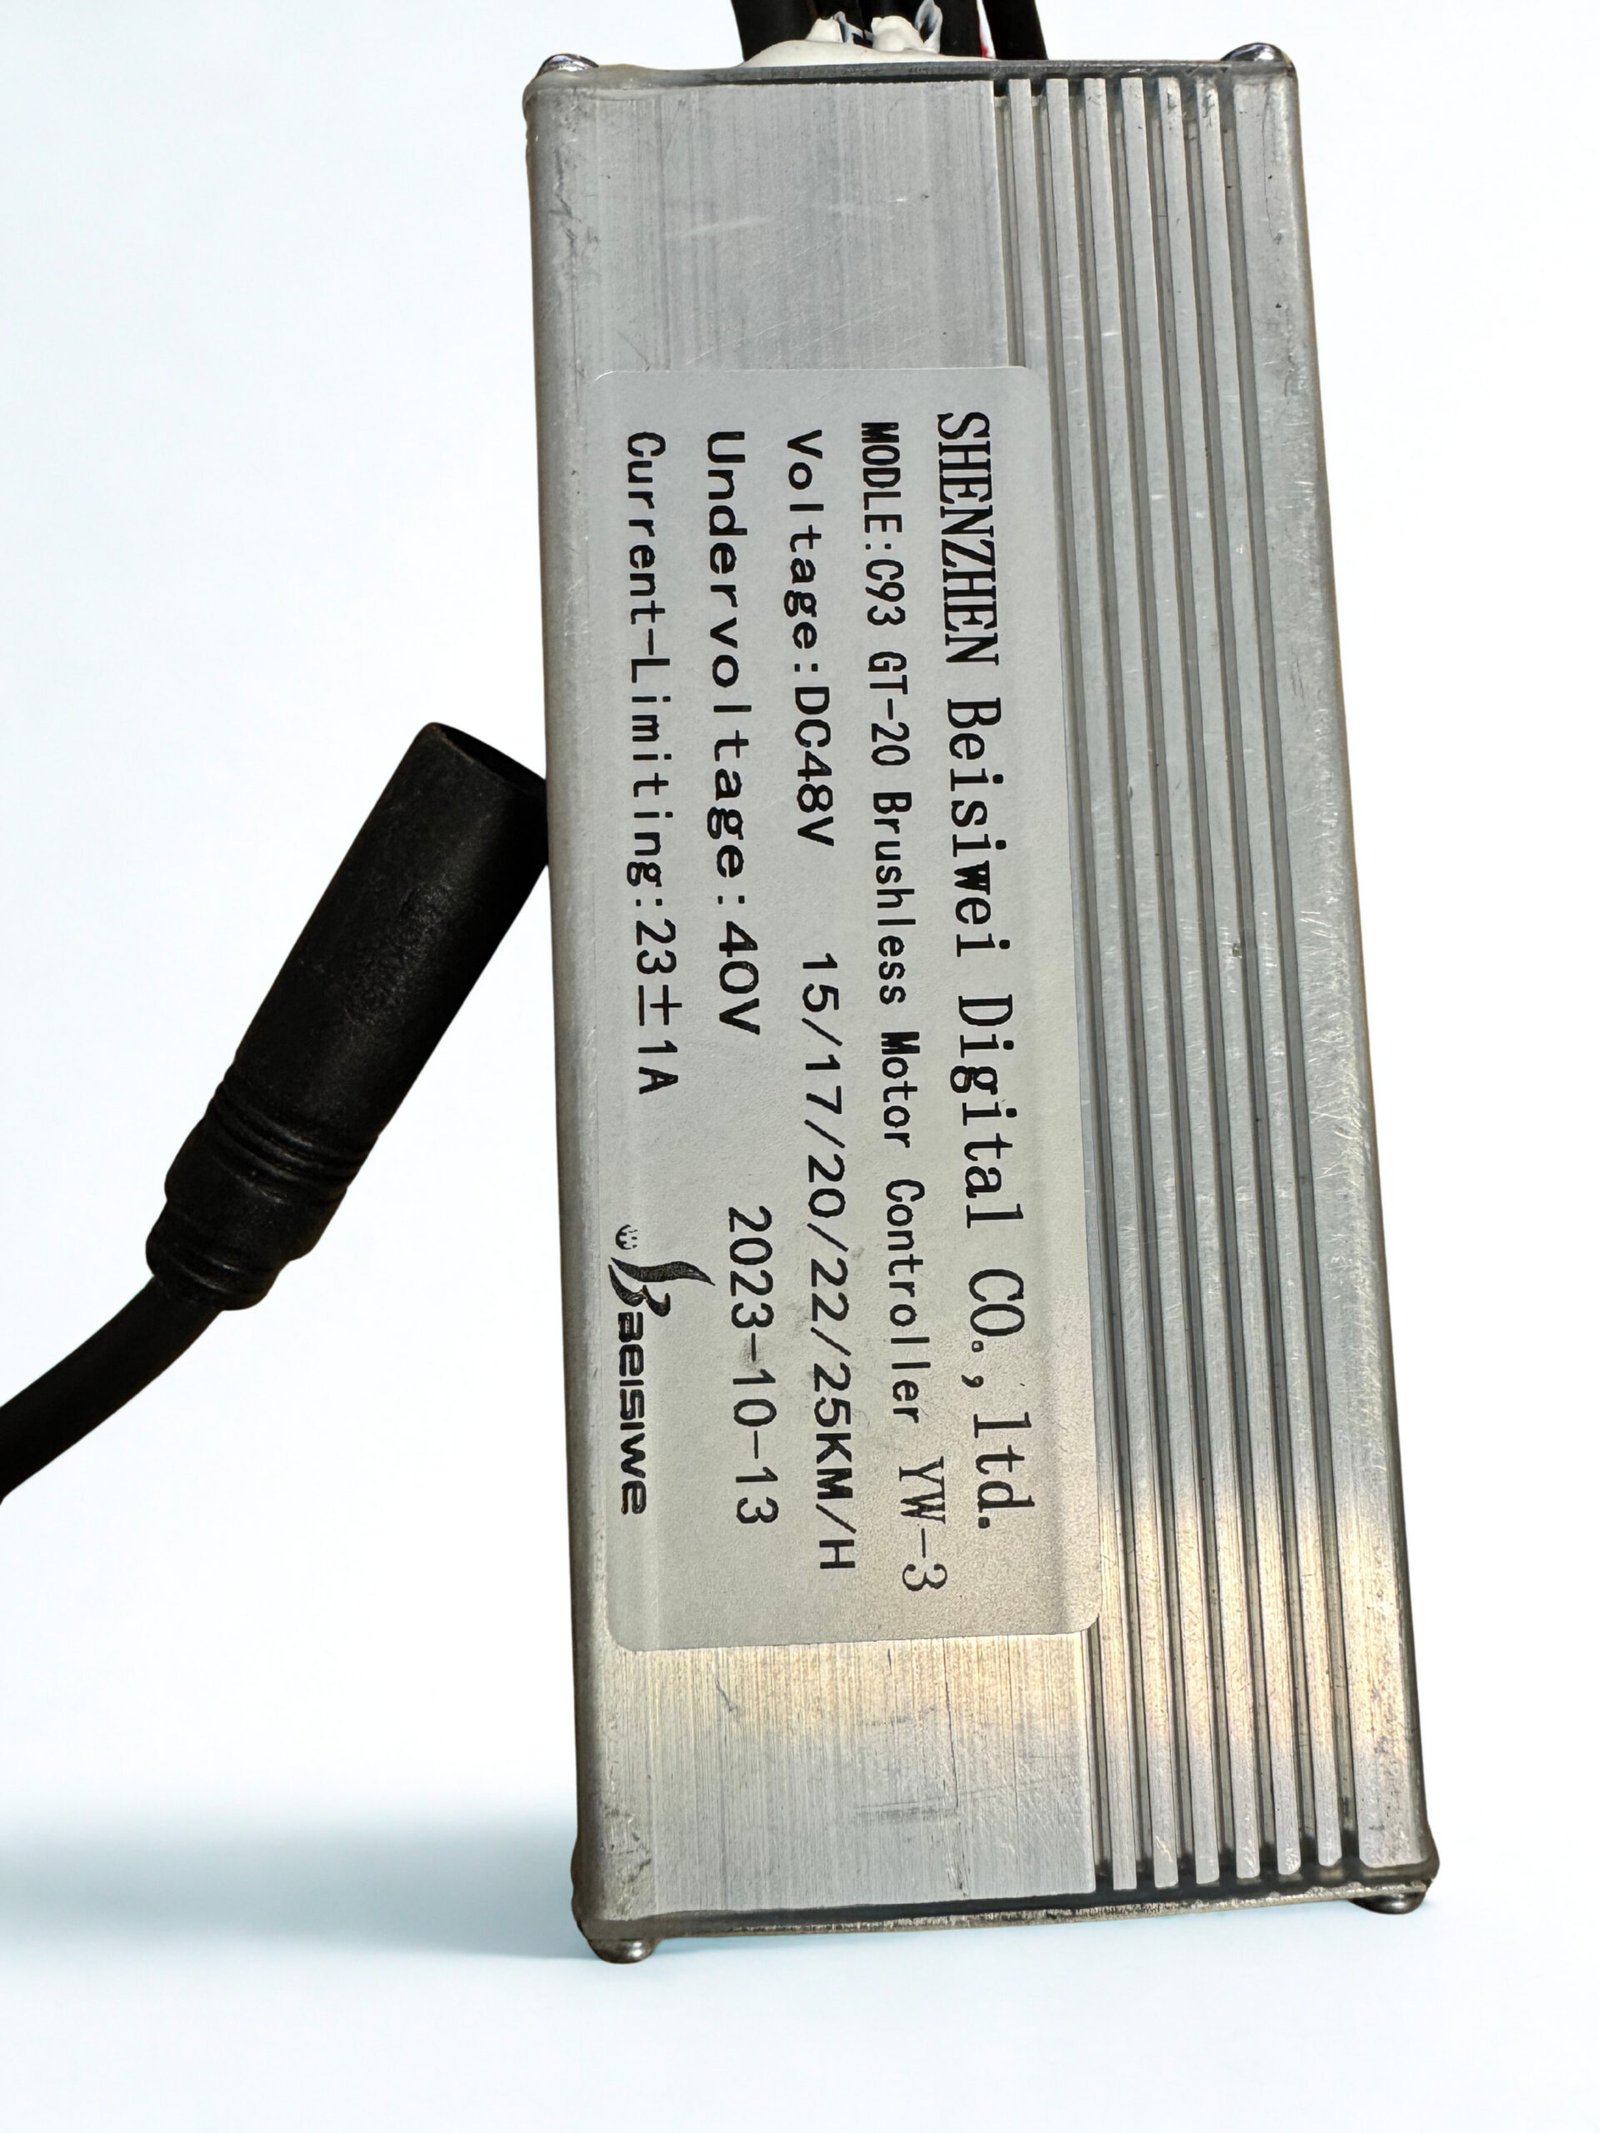 SHENZHEN Beisiwei Digital CO.,ltd.
MODLE:C93 GT-20 Brushless Motor Controller YW-3
Voltage:DC48V 15/17/20/22/25KM/H
Undervoltage:40V 2023-10-13
Current-Limiting:23±1A BEISIWE